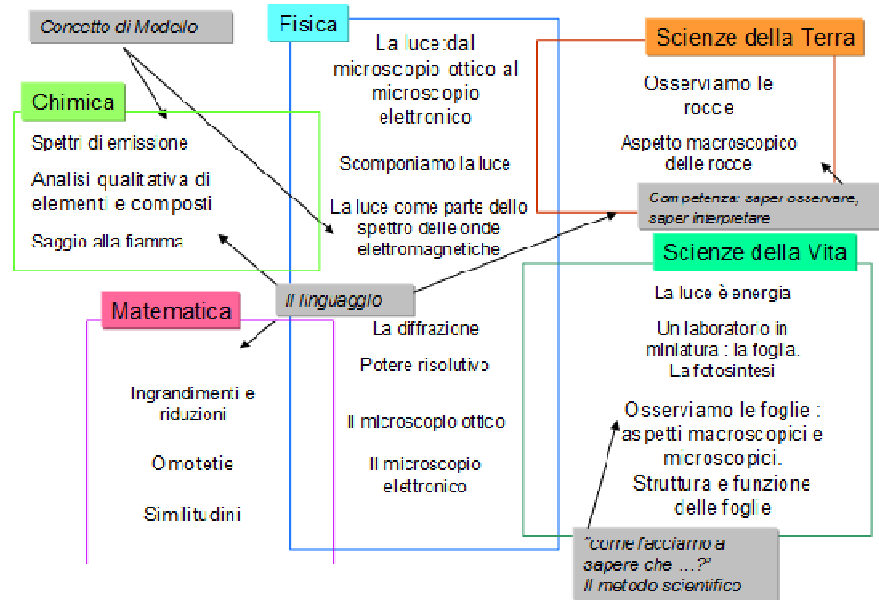 Concetto di Modello
Fisica
La luce:dal
microscopio ottico al
microscopio
elettronico
Scomponiamo la luce
La luce come parte dello
spettro delle onde
elettromagnetiche
Scienze della Terra
Osserviamo le
rocce
Aspetto macroscopico
delle rocce
Competenza: saper osservare,
saper interpretare
Chimica
Spettri di emissione
Analisi qualitativa di
elementi e composti
Saggio alla fiamma
Il linguaggio
La diffrazione
Potere risolutivo
Il microscopio ottico
Il microscopio
elettronico
Scienze della Vita
La luce è energia
Un laboratorio in
miniatura : la foglia.
La fotosintesi
Osserviamo le foglie :
aspetti macroscopici e
microscopici.
Struttura e funzione
delle foglie
Matematica
Ingrandimenti e
riduzioni
Omotetie
Similitudini
"come facciamo a
sapere che ...?"
Il metodo scientifico